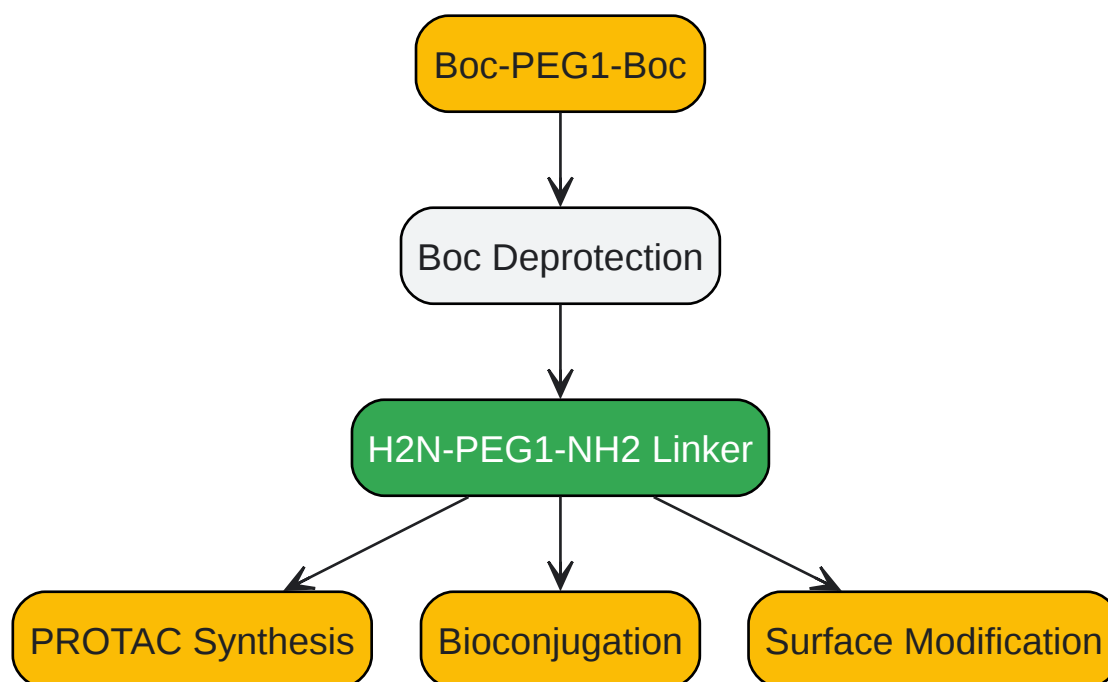 Boc-PEG1-Boc
Boc Deprotection
H2N-PEG1-NH2 Linker
PROTAC Synthesis
Bioconjugation
Surface Modification